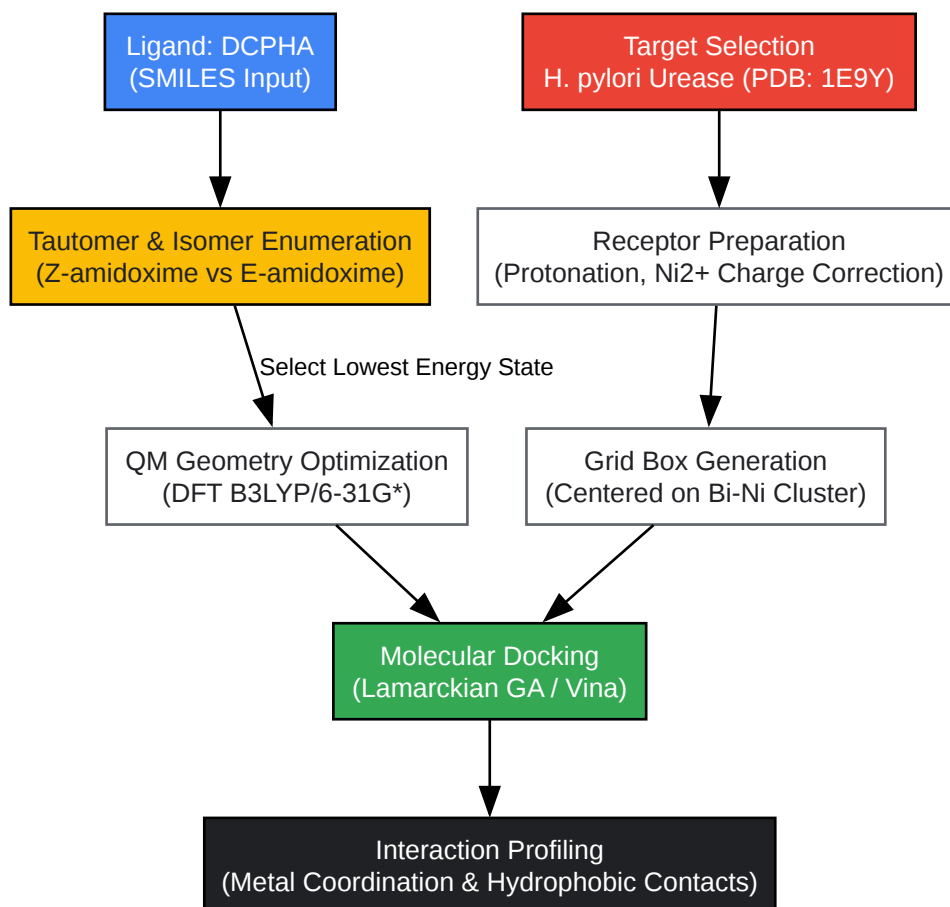 Ligand: DCPHA
(SMILES Input)
Target Selection
H. pylori Urease (PDB: 1E9Y)
Tautomer & Isomer Enumeration
(Z-amidoxime vs E-amidoxime)
Receptor Preparation
(Protonation, Ni2+ Charge Correction)
Select Lowest Energy State
QM Geometry Optimization
(DFT B3LYP/6-31G*)
Grid Box Generation
(Centered on Bi-Ni Cluster)
Molecular Docking
(Lamarckian GA / Vina)
Interaction Profiling
(Metal Coordination & Hydrophobic Contacts)